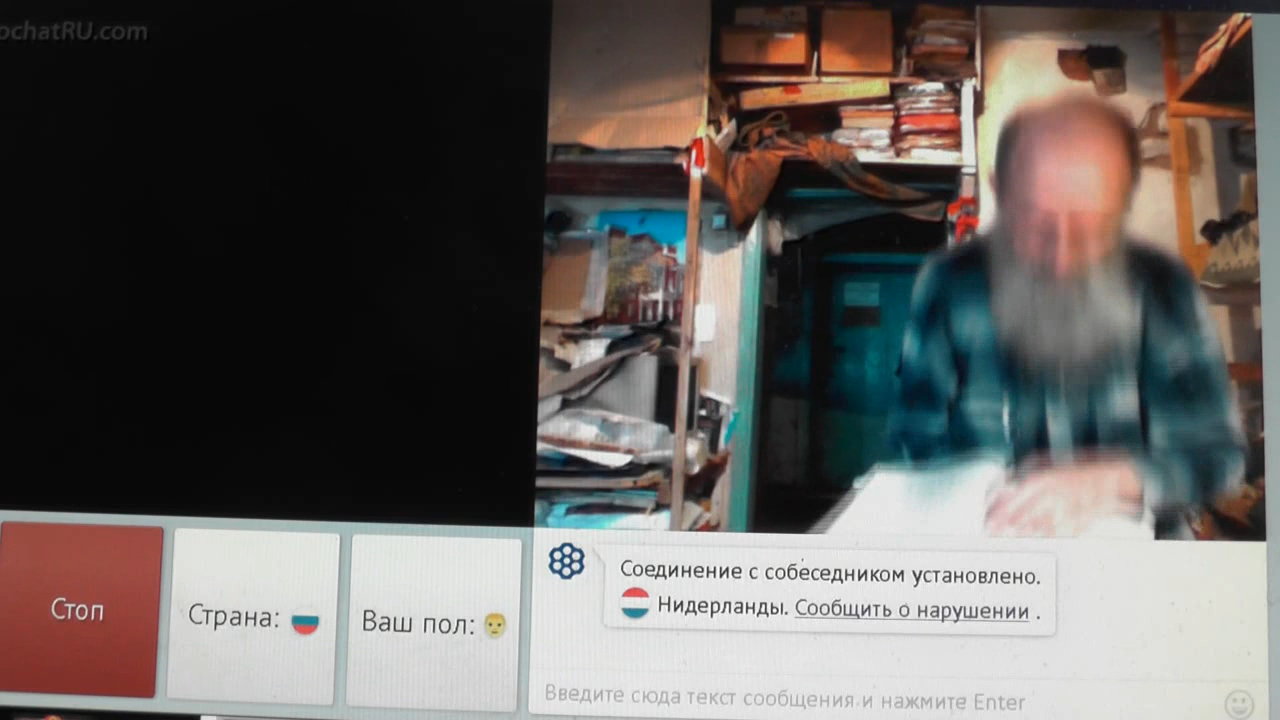 ochatRU.com
Соединение с собеседником установлено.
Нидерланды. Сообщить о нарушении .
Стоп
Страна:
Ваш пол:
Введите сюда текст сообщения и нажмите Enter